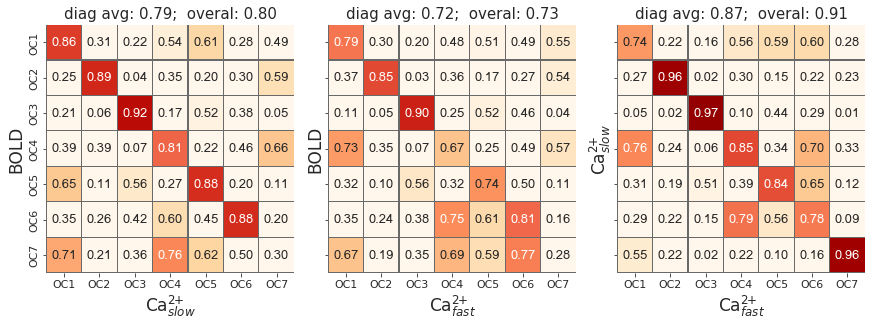 diag avg: 0.79;  overal: 0.80
BOLD
OC1 0.86 0.31 0.22 0.54 0.61 0.28 0.49
OC2 0.25 0.89 0.04 0.35 0.20 0.30 0.59
OC3 0.21 0.06 0.92 0.17 0.52 0.38 0.05
OC4 0.39 0.39 0.07 0.81 0.22 0.46 0.66
OC5 0.65 0.11 0.56 0.27 0.88 0.20 0.11
OC6 0.35 0.26 0.42 0.60 0.45 0.88 0.20
OC7 0.71 0.21 0.36 0.76 0.62 0.50 0.30
OC1 OC2 OC3 OC4 OC5 OC6 OC7
Ca²⁺slow
diag avg: 0.72;  overal: 0.73
BOLD
0.79 0.30 0.20 0.48 0.51 0.49 0.55
0.37 0.85 0.03 0.36 0.17 0.27 0.54
0.11 0.05 0.90 0.25 0.52 0.46 0.04
0.73 0.35 0.07 0.67 0.25 0.49 0.57
0.32 0.10 0.56 0.32 0.74 0.50 0.11
0.35 0.24 0.38 0.75 0.61 0.81 0.16
0.67 0.19 0.35 0.69 0.59 0.77 0.28
OC1 OC2 OC3 OC4 OC5 OC6 OC7
Ca²⁺fast
diag avg: 0.87;  overal: 0.91
Ca²⁺slow
0.74 0.22 0.16 0.56 0.59 0.60 0.28
0.27 0.96 0.02 0.30 0.15 0.22 0.23
0.05 0.02 0.97 0.10 0.44 0.29 0.01
0.76 0.24 0.06 0.85 0.34 0.70 0.33
0.31 0.19 0.51 0.39 0.84 0.65 0.12
0.29 0.22 0.15 0.79 0.56 0.78 0.09
0.55 0.22 0.02 0.22 0.10 0.16 0.96
OC1 OC2 OC3 OC4 OC5 OC6 OC7
Ca²⁺fast